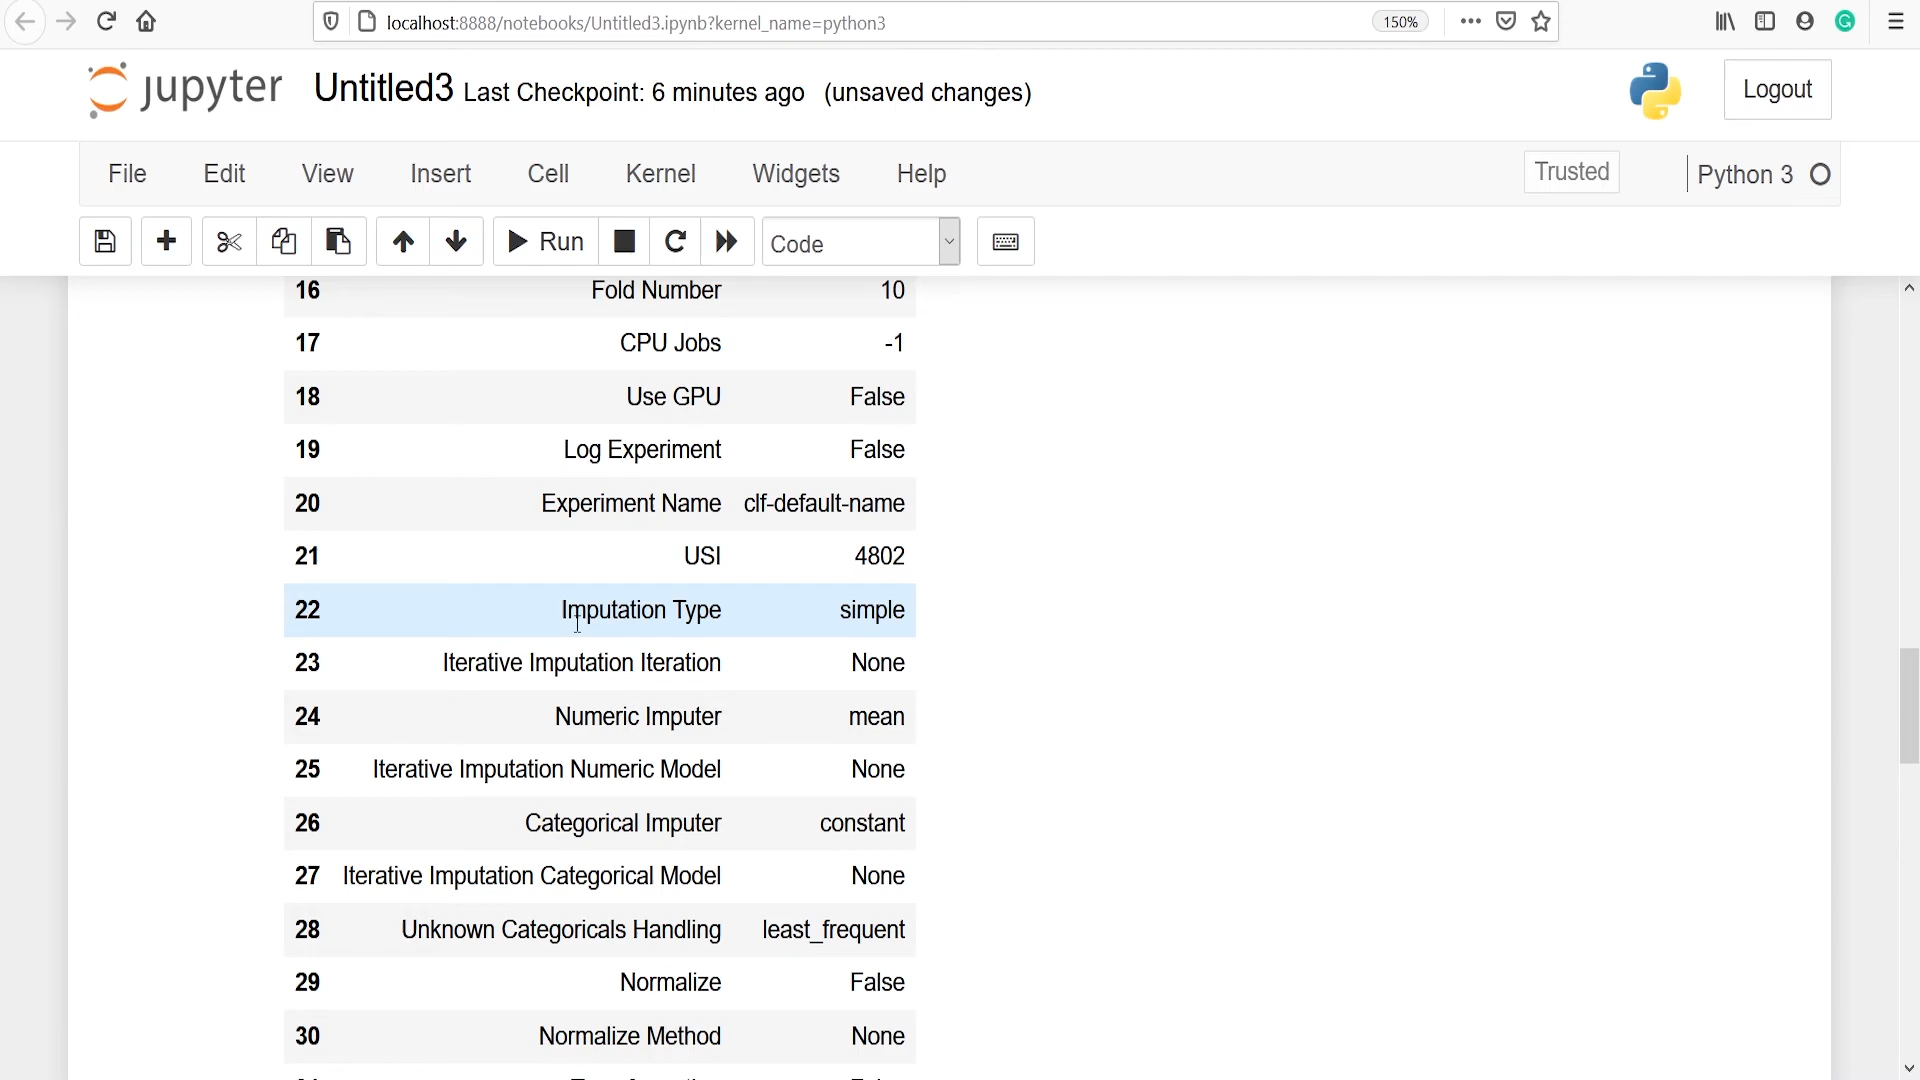 localhost:8888/notebooks/Untitled3.ipynb?kernel_name=python3 150%
jupyter Untitled3 Last Checkpoint: 6 minutes ago (unsaved changes) Logout
File Edit View Insert Cell Kernel Widgets Help Trusted Python 3
Run Code
16 Fold Number 10
17 CPU Jobs -1
18 Use GPU False
19 Log Experiment False
20 Experiment Name clf-default-name
21 USI 4802
22 Imputation Type simple
23 Iterative Imputation Iteration None
24 Numeric Imputer mean
25 Iterative Imputation Numeric Model None
26 Categorical Imputer constant
27 Iterative Imputation Categorical Model None
28 Unknown Categoricals Handling least_frequent
29 Normalize False
30 Normalize Method None